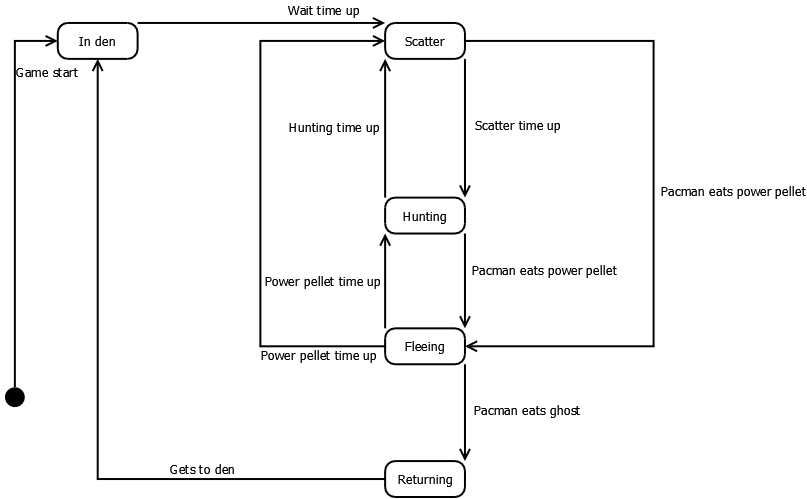 Wait time up
In den
Scatter
Game start
Hunting time up
Scatter time up
Pacman eats power pellet
Hunting
Power pellet time up
Pacman eats power pellet
Fleeing
Power pellet time up
Pacman eats ghost
Gets to den
Returning